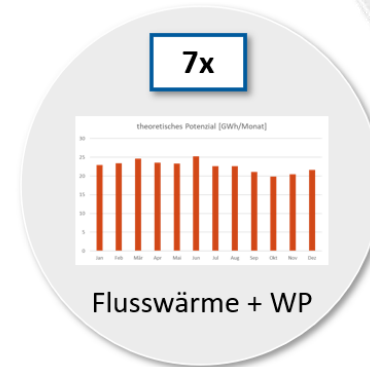 7x
theoretisches Potenzial [GWh/Monat]
30
25
20
15
10
5
0
Jan Feb Mär Apr Mai Jun Jul Aug Sep Okt Nov Dez
Flusswärme + WP